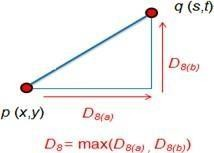 q (s,t)
D8(b)
p (x,y)
D8(a)
D8= max(D8(a) , D8(b))